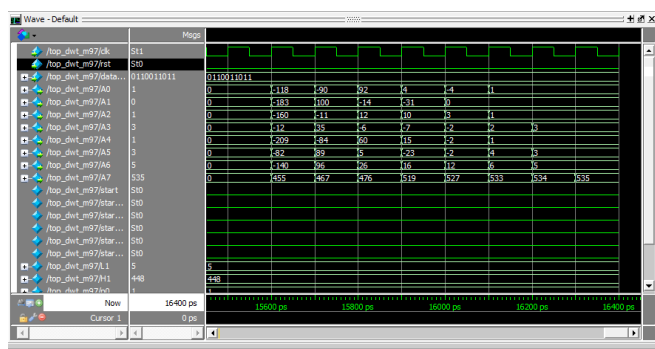 Wave - Default
Msgs
/top_dwt_m97/clk St1
/top_dwt_m97/rst St0
/top_dwt_m97/data... 0110011011 0110011011
/top_dwt_m97/A0 1 0 -118 -90 92 4 -4 1
/top_dwt_m97/A1 0 0 -183 100 -14 -31 0
/top_dwt_m97/A2 1 0 -160 -11 12 10 3 1
/top_dwt_m97/A3 3 0 -12 35 -6 -7 -2 2 3
/top_dwt_m97/A4 1 0 -209 -84 60 15 -2 1
/top_dwt_m97/A5 3 0 -82 89 5 -23 -2 4 3
/top_dwt_m97/A6 5 0 -140 96 26 16 12 6 5
/top_dwt_m97/A7 535 0 455 467 476 519 527 533 534 535
/top_dwt_m97/start St0
/top_dwt_m97/star... St0
/top_dwt_m97/star... St0
/top_dwt_m97/star... St0
/top_dwt_m97/star... St0
/top_dwt_m97/L1 5 5
/top_dwt_m97/H1 448 448
Now 16400 ps
15600 ps 15800 ps 16000 ps 16200 ps 16400 ps
Cursor 1 0 ps